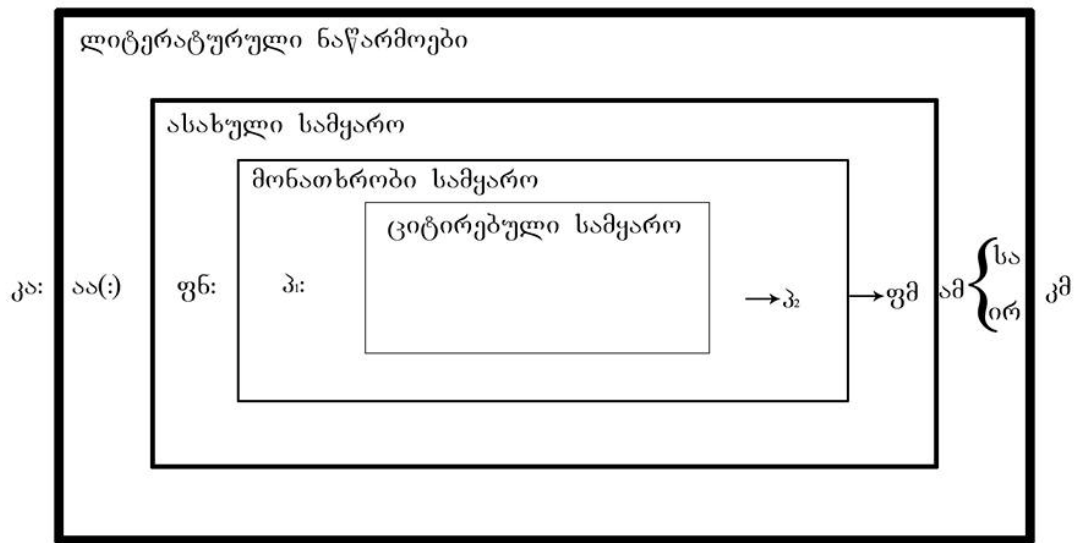 ლიტერატურული ნაწარმოები
ასახული სამყარო
მონათხრობი სამყარო
ციტირებული სამყარო
კა: აა(:) ფნ: პ₁: →პ₂ →ფმ ამ { სა კმ
ირ